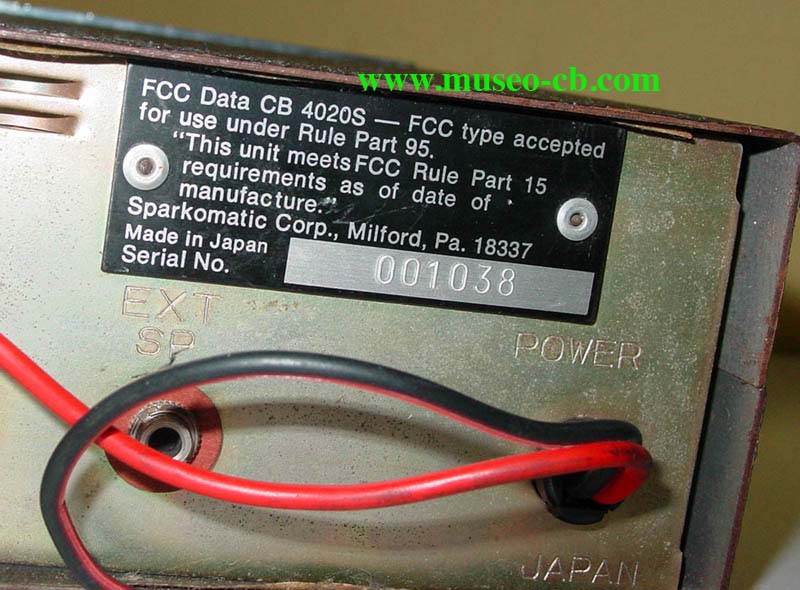 www.museo-cb.com
FCC Data CB 4020S — FCC type accepted
for use under Rule Part 95.
"This unit meets FCC Rule Part 15
requirements as of date of
manufacture."
Sparkomatic Corp., Milford, Pa. 18337
Made in Japan
Serial No. 001038
EXT
SP
POWER
JAPAN